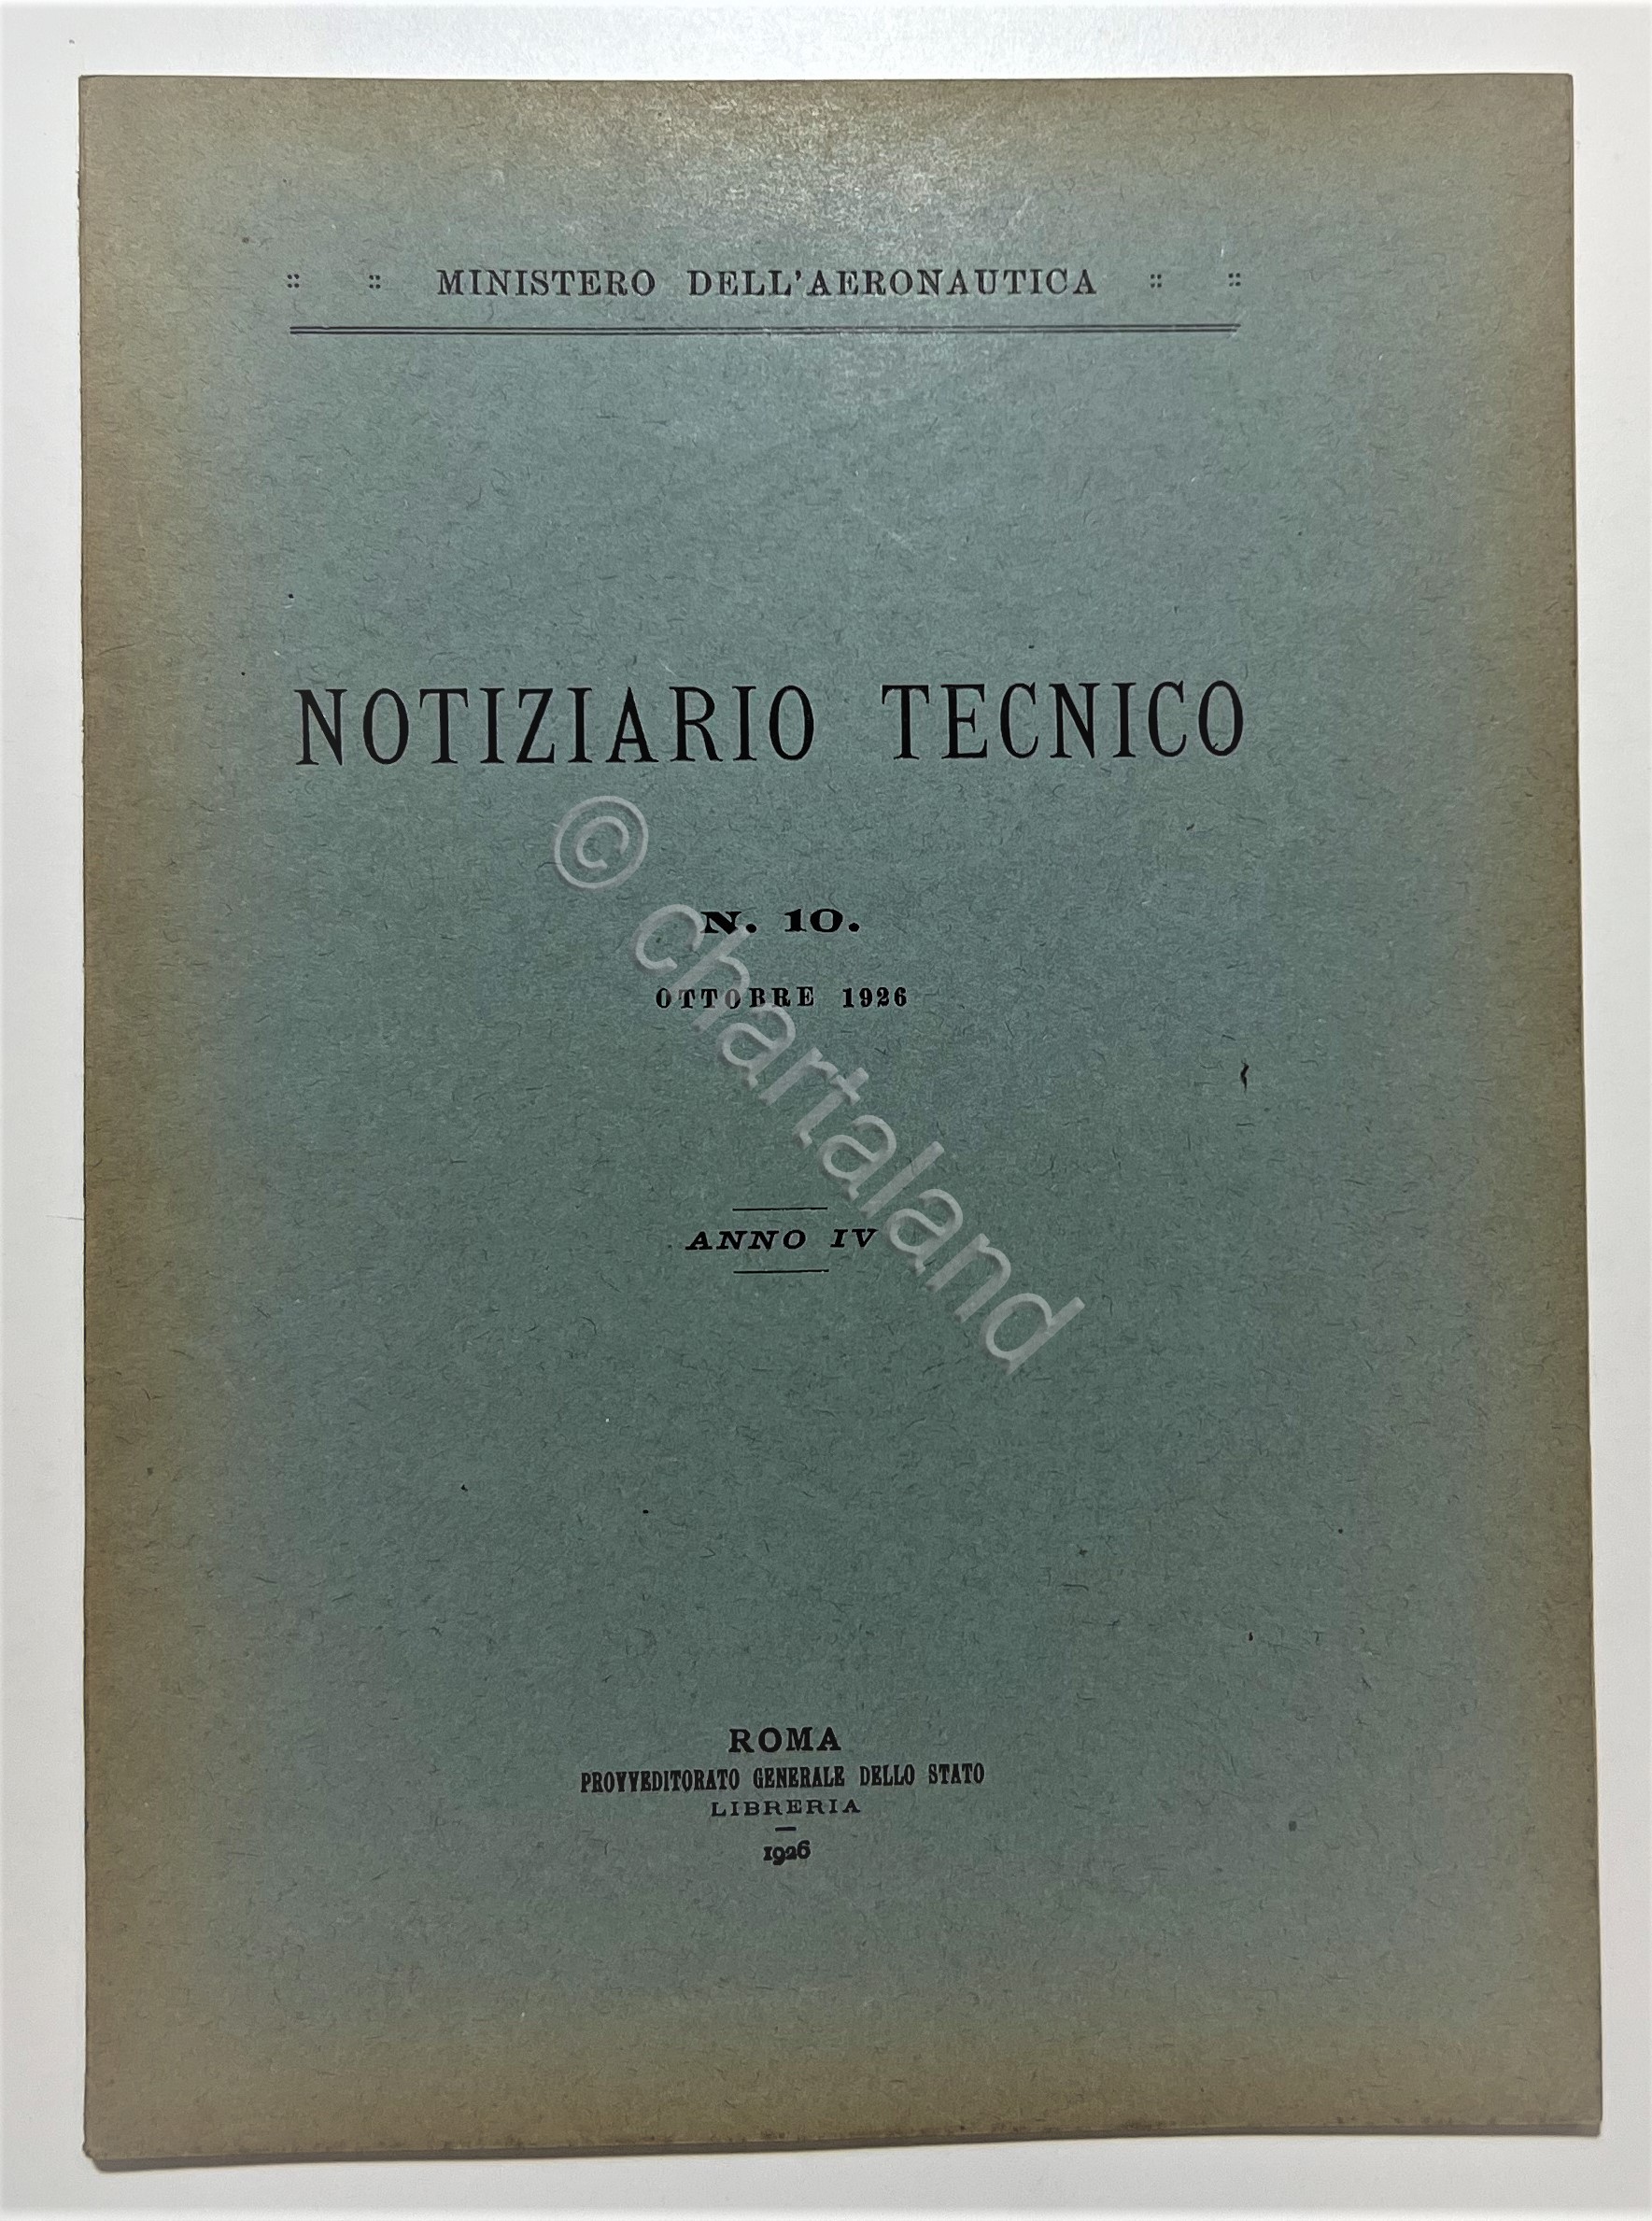 :: :: MINISTERO DELL'AERONAUTICA :: ::
NOTIZIARIO TECNICO
N. 10.
OTTOBRE 1926
ANNO IV
ROMA
PROVVEDITORATO GENERALE DELLO STATO
LIBRERIA
1926
© chartaland